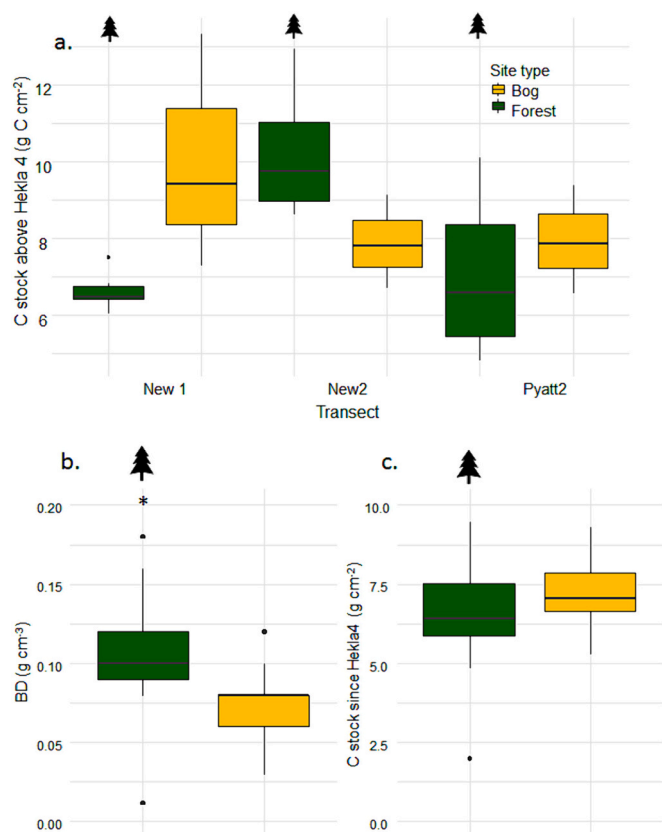 a.
C stock above Hekla 4 (g C cm-2)
12
10
8
6
Site type
Bog
Forest
New 1 New2 Pyatt2
Transect
b.
*
BD (g cm-3)
0.20
0.15
0.10
0.05
0.00
c.
C stock since Hekla4 (g cm-2)
10.0
7.5
5.0
2.5
0.0